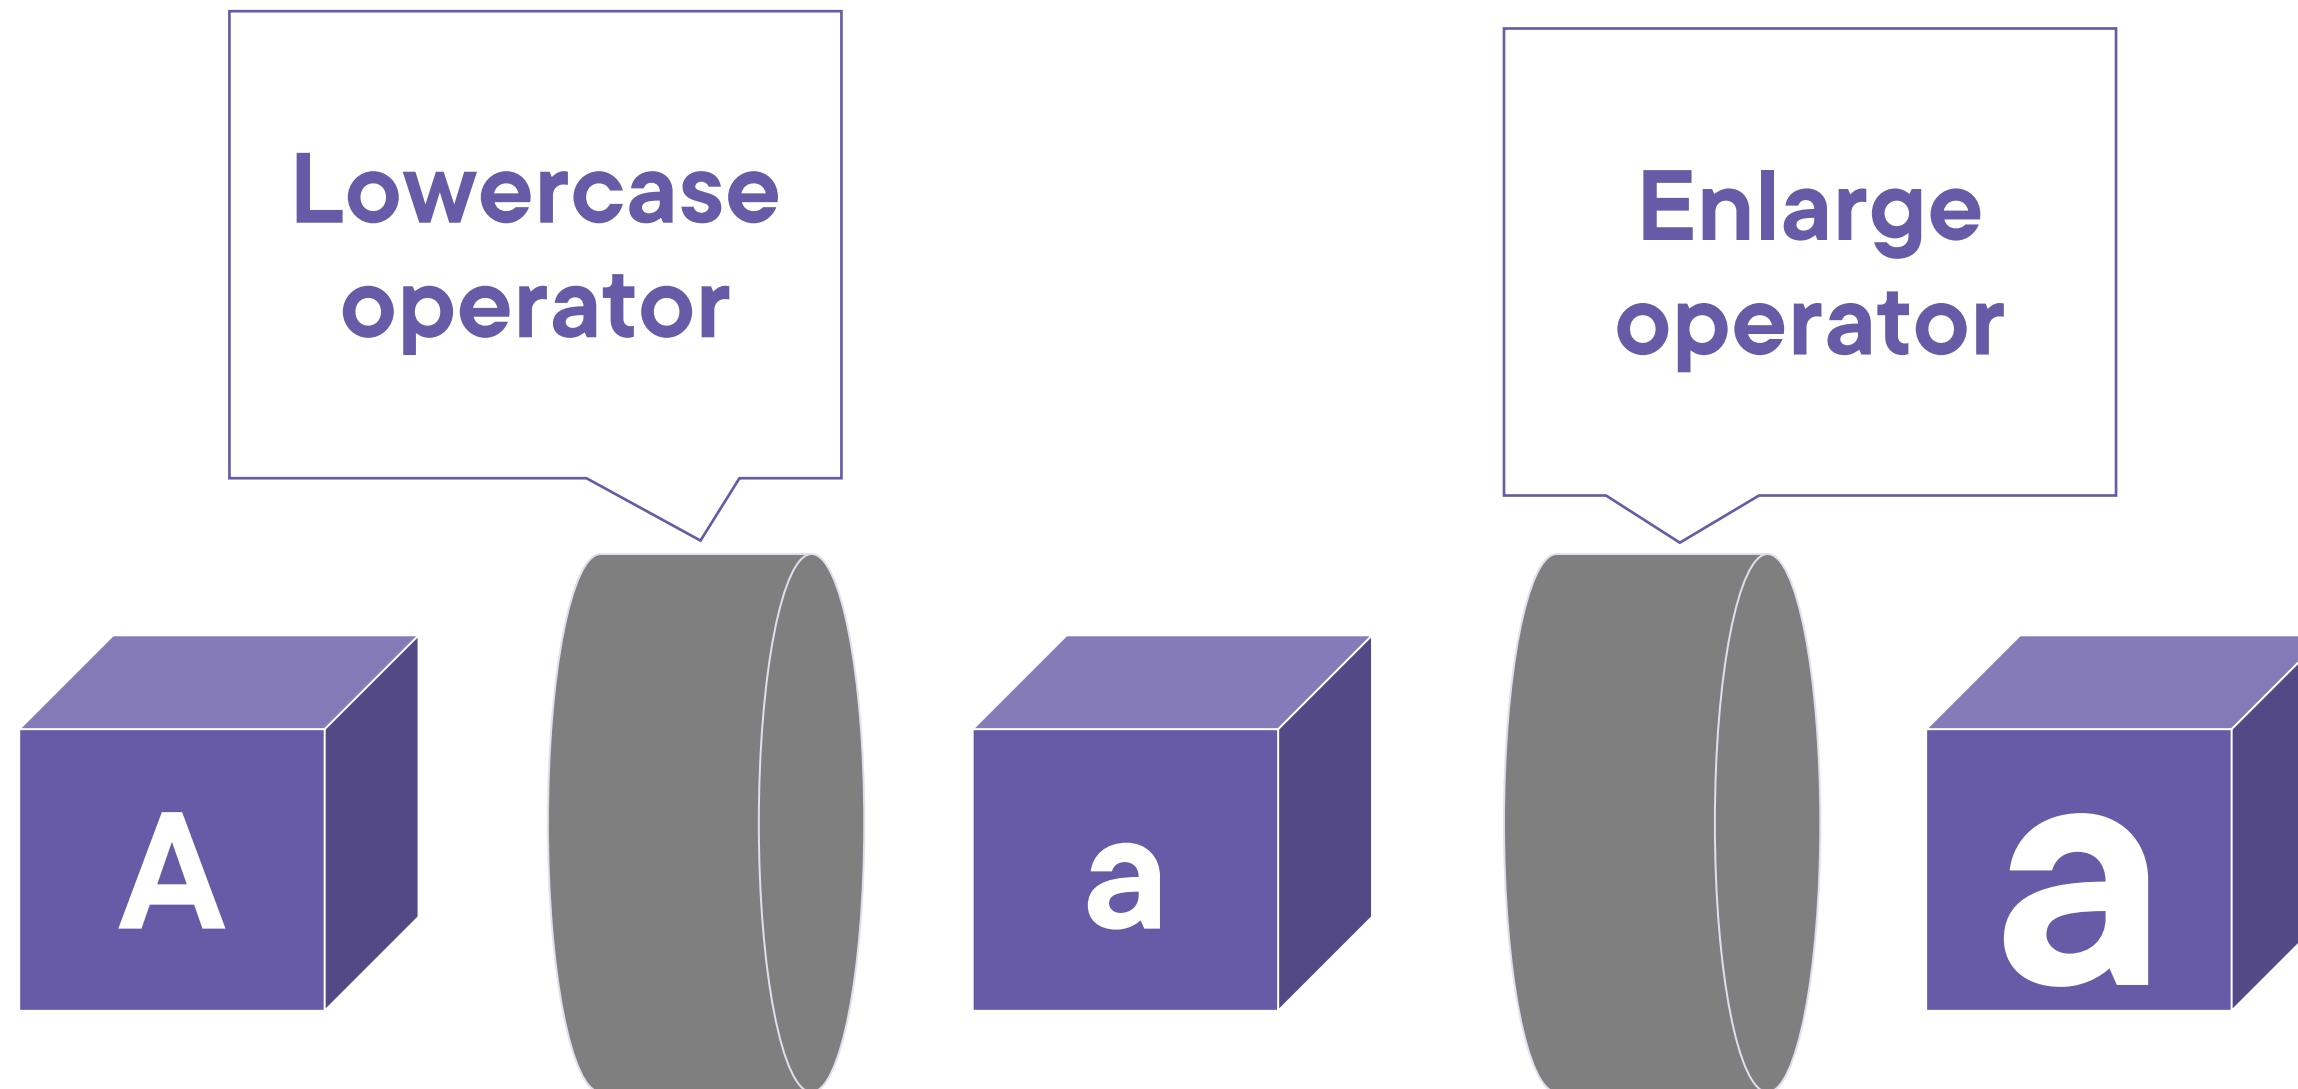 Lowercase
operator
Enlarge
operator
A
a
a